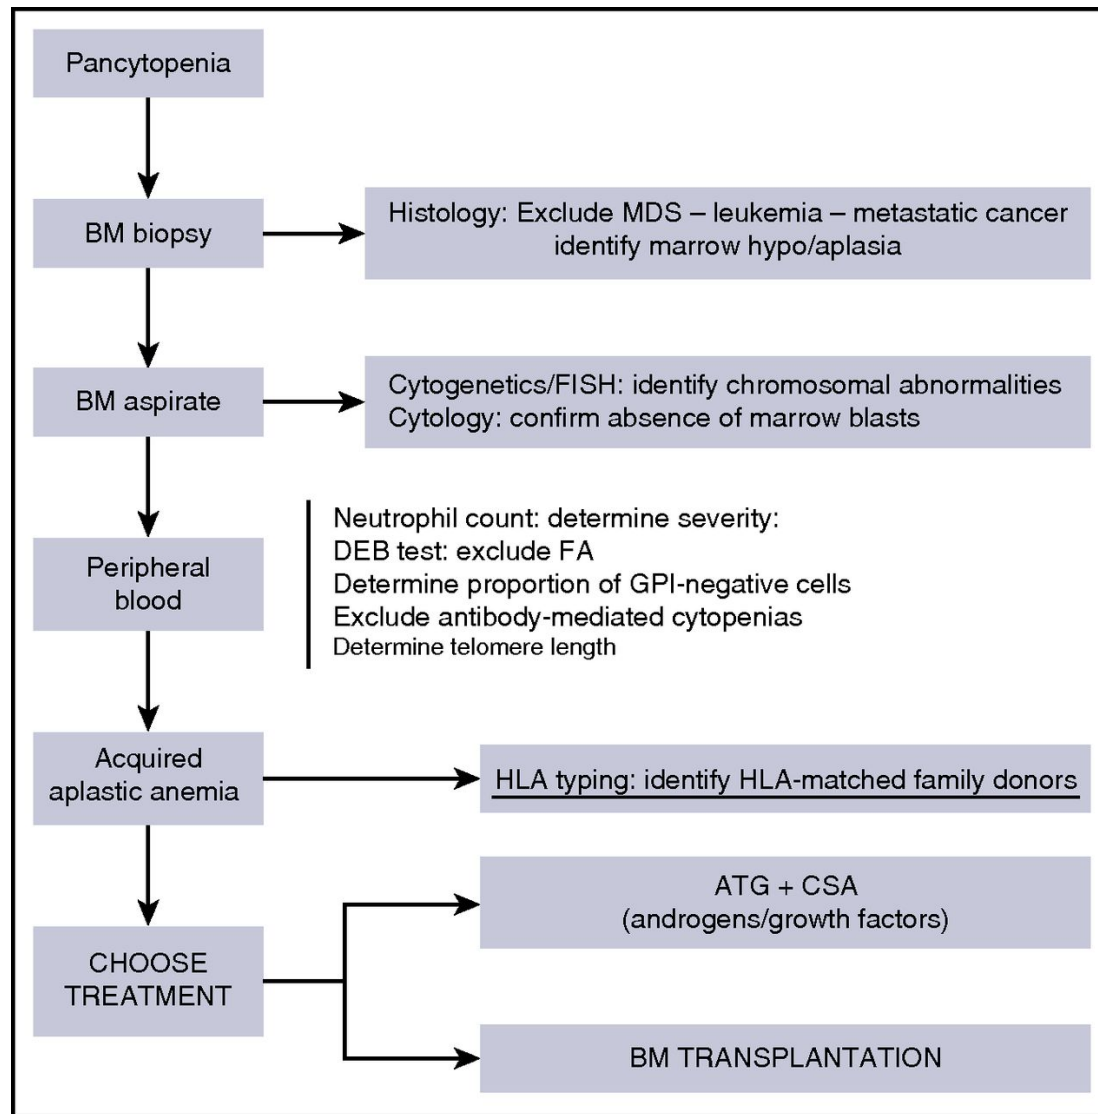 Pancytopenia
BM biopsy
Histology: Exclude MDS – leukemia – metastatic cancer
identify marrow hypo/aplasia
BM aspirate
Cytogenetics/FISH: identify chromosomal abnormalities
Cytology: confirm absence of marrow blasts
Peripheral
blood
Neutrophil count: determine severity:
DEB test: exclude FA
Determine proportion of GPI-negative cells
Exclude antibody-mediated cytopenias
Determine telomere length
Acquired
aplastic anemia
HLA typing: identify HLA-matched family donors
CHOOSE
TREATMENT
ATG + CSA
(androgens/growth factors)
BM TRANSPLANTATION